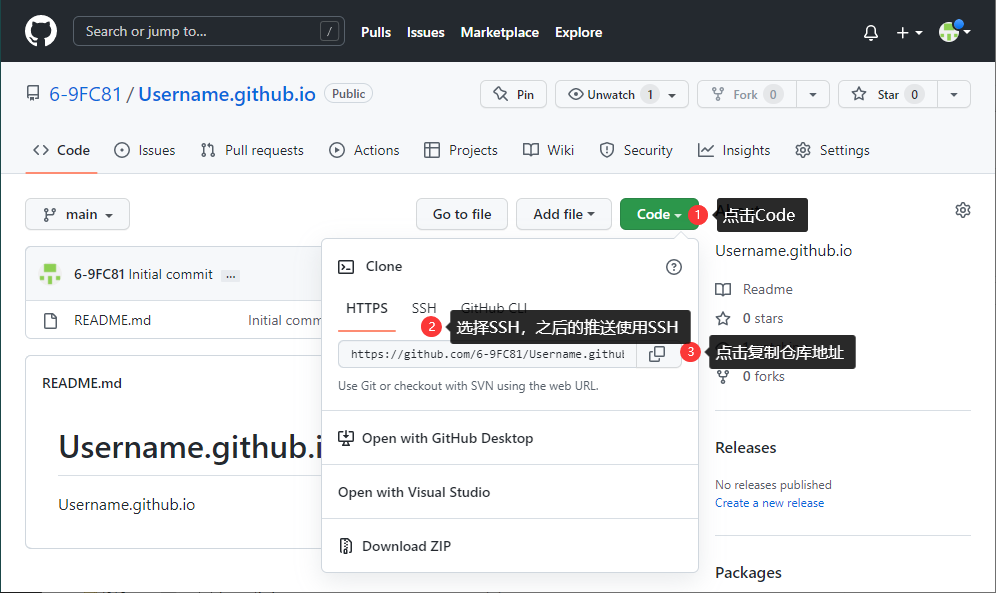 Search or jump to... /
Pulls Issues Marketplace Explore
6-9FC81 / Username.github.io Public
Pin Unwatch 1 Fork 0 Star 0
Code Issues Pull requests Actions Projects Wiki Security Insights Settings
main Go to file Add file Code 1 点击Code
Username.github.io
6-9FC81 Initial commit ...
Clone
Readme
HTTPS SSH GitHub CLI
0 stars
README.md Initial comm
2 选择SSH，之后的推送使用SSH
https://github.com/6-9FC81/Username.githul
3 点击复制仓库地址
0 forks
Use Git or checkout with SVN using the web URL.
README.md
Open with GitHub Desktop
Username.github.i
Releases
Open with Visual Studio
No releases published
Username.github.io
Create a new release
Download ZIP
Packages